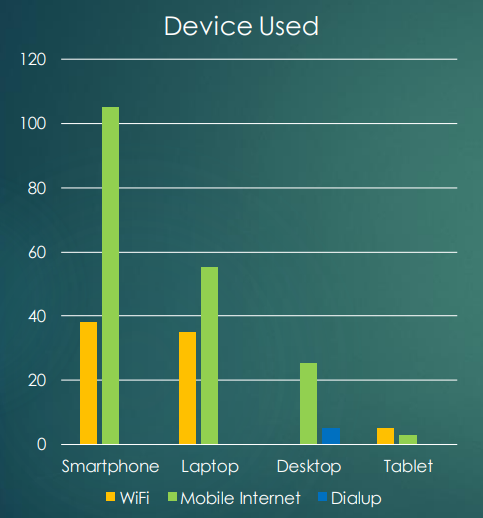 Device Used
120
100
80
60
40
20
0
Smartphone Laptop Desktop Tablet
WiFi Mobile Internet Dialup